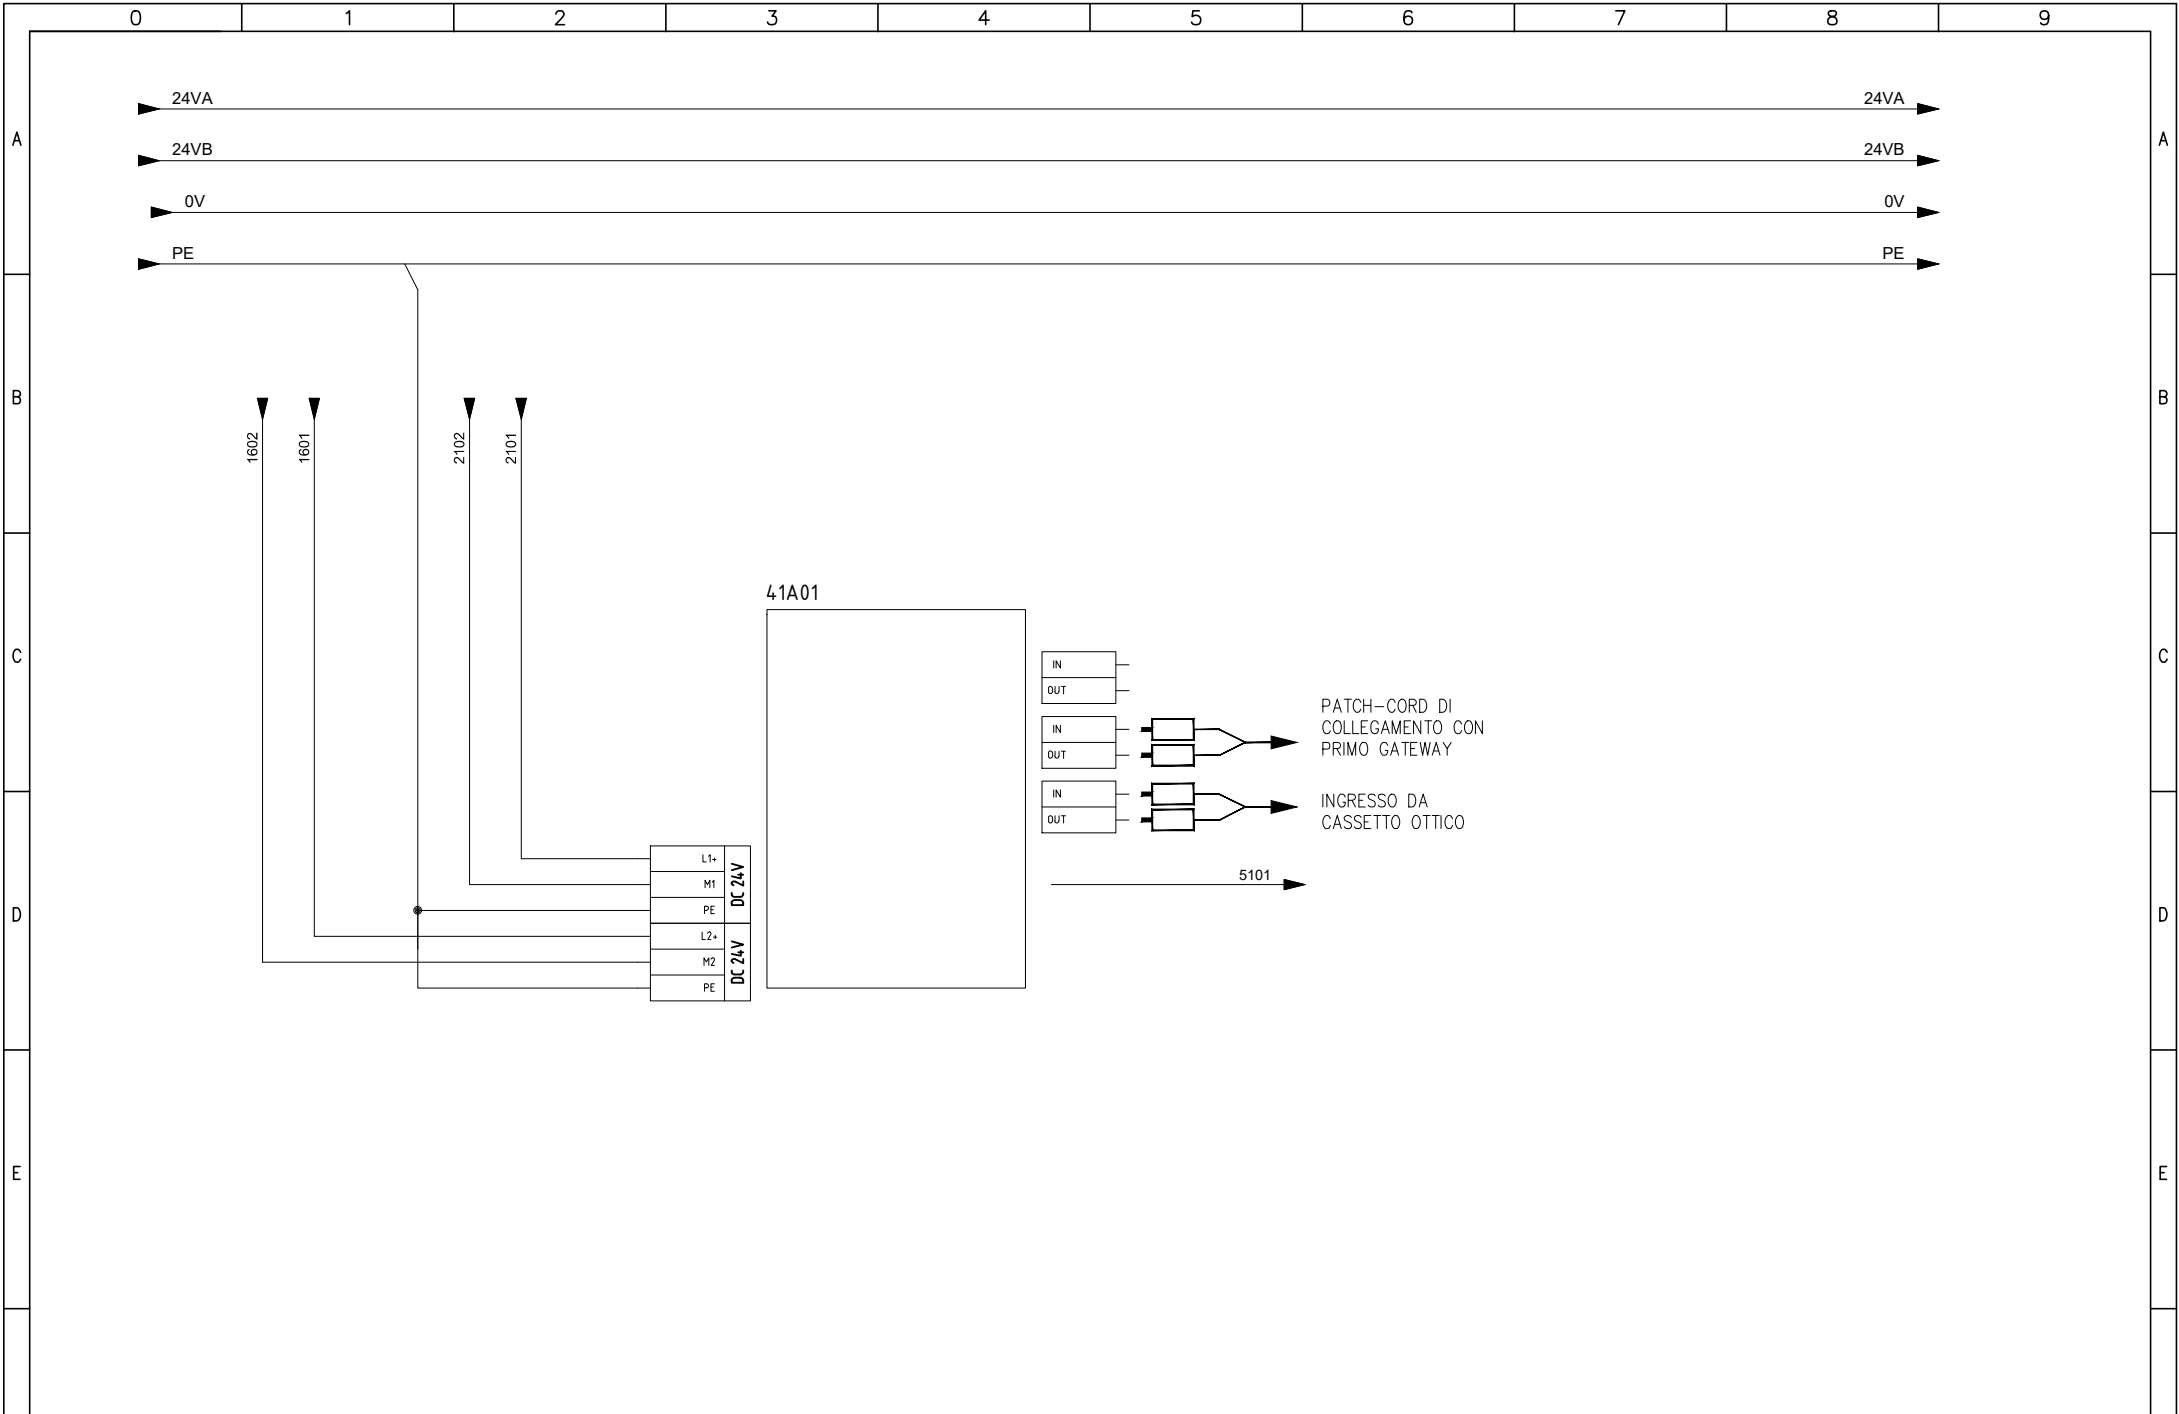 0 1 2 3 4 5 6 7 8 9
24VA 24VA
A A
24VB 24VB
0V 0V
PE PE
B B
1602 1601 2102 2101
41A01
C C
IN
OUT
IN
OUT
PATCH-CORD DI
COLLEGAMENTO CON
PRIMO GATEWAY
IN
OUT
INGRESSO DA
CASSETTO OTTICO
L1+
M1
PE
DC 24V
5101
D D
L2+
M2
PE
DC 24V
E E